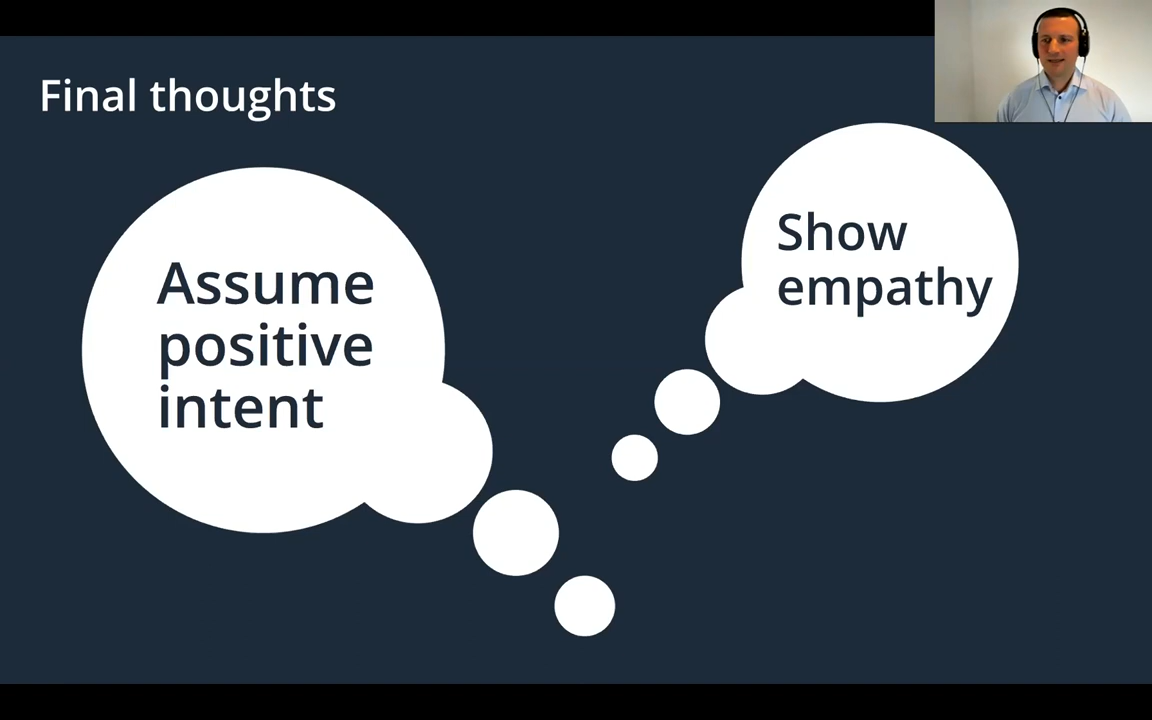 Final thoughts
Assume
positive
intent
Show
empathy